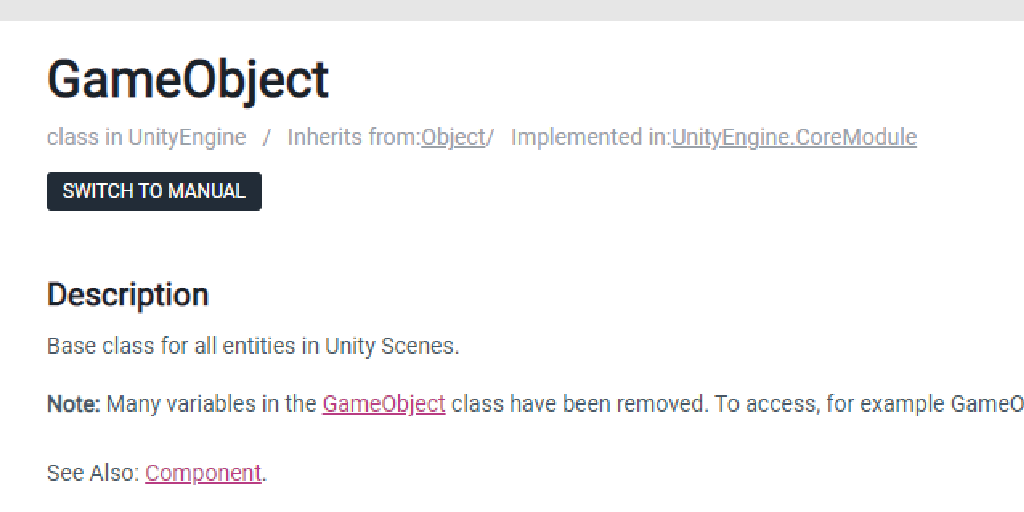 GameObject
class in UnityEngine / Inherits from:Object/ Implemented in:UnityEngine.CoreModule
SWITCH TO MANUAL
Description
Base class for all entities in Unity Scenes.
Note: Many variables in the GameObject class have been removed. To access, for example GameO
See Also: Component.